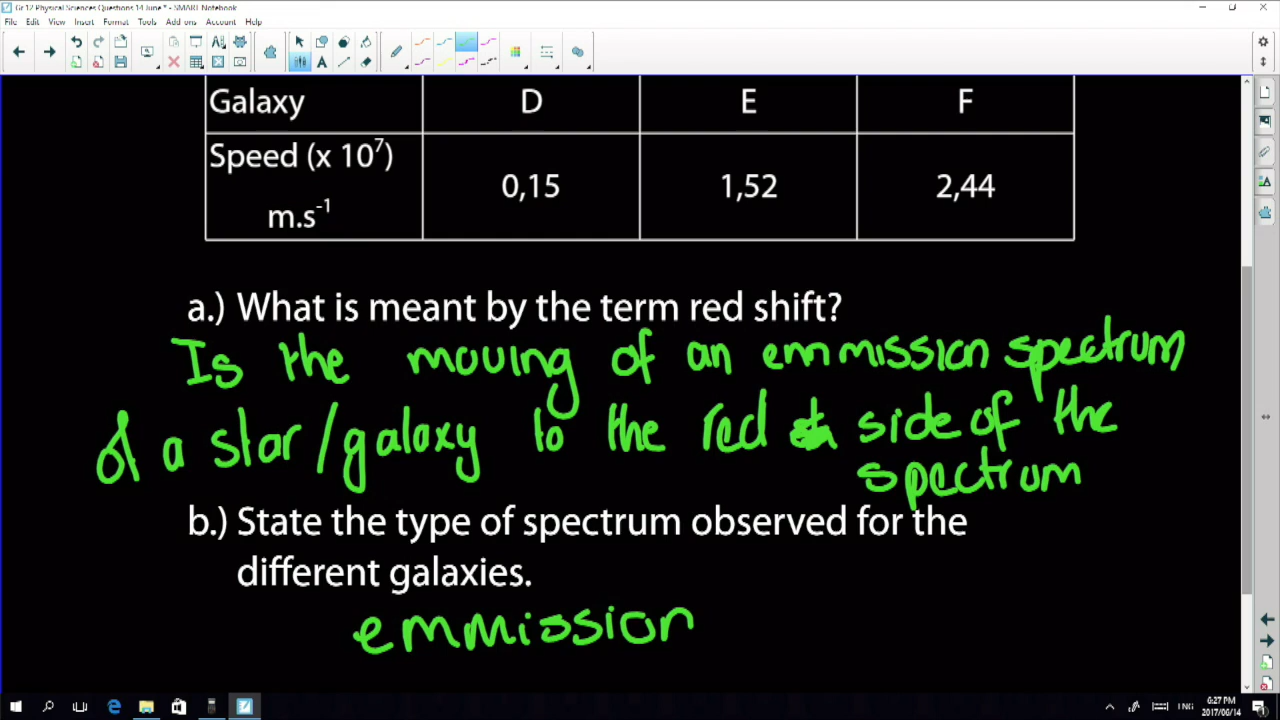 Gr 12 Physical Sciences Questions 14 June * - SMART Notebook
File Edit View Insert Format Tools Add-ons Account Help
Galaxy D E F
Speed (x 10⁷) m.s⁻¹ 0,15 1,52 2,44
a.) What is meant by the term red shift?
Is the moving of an emmission spectrum
of a star/galaxy to the red side of the
spectrum
b.) State the type of spectrum observed for the
different galaxies.
emmission
ENG
6:27 PM
2017/06/14